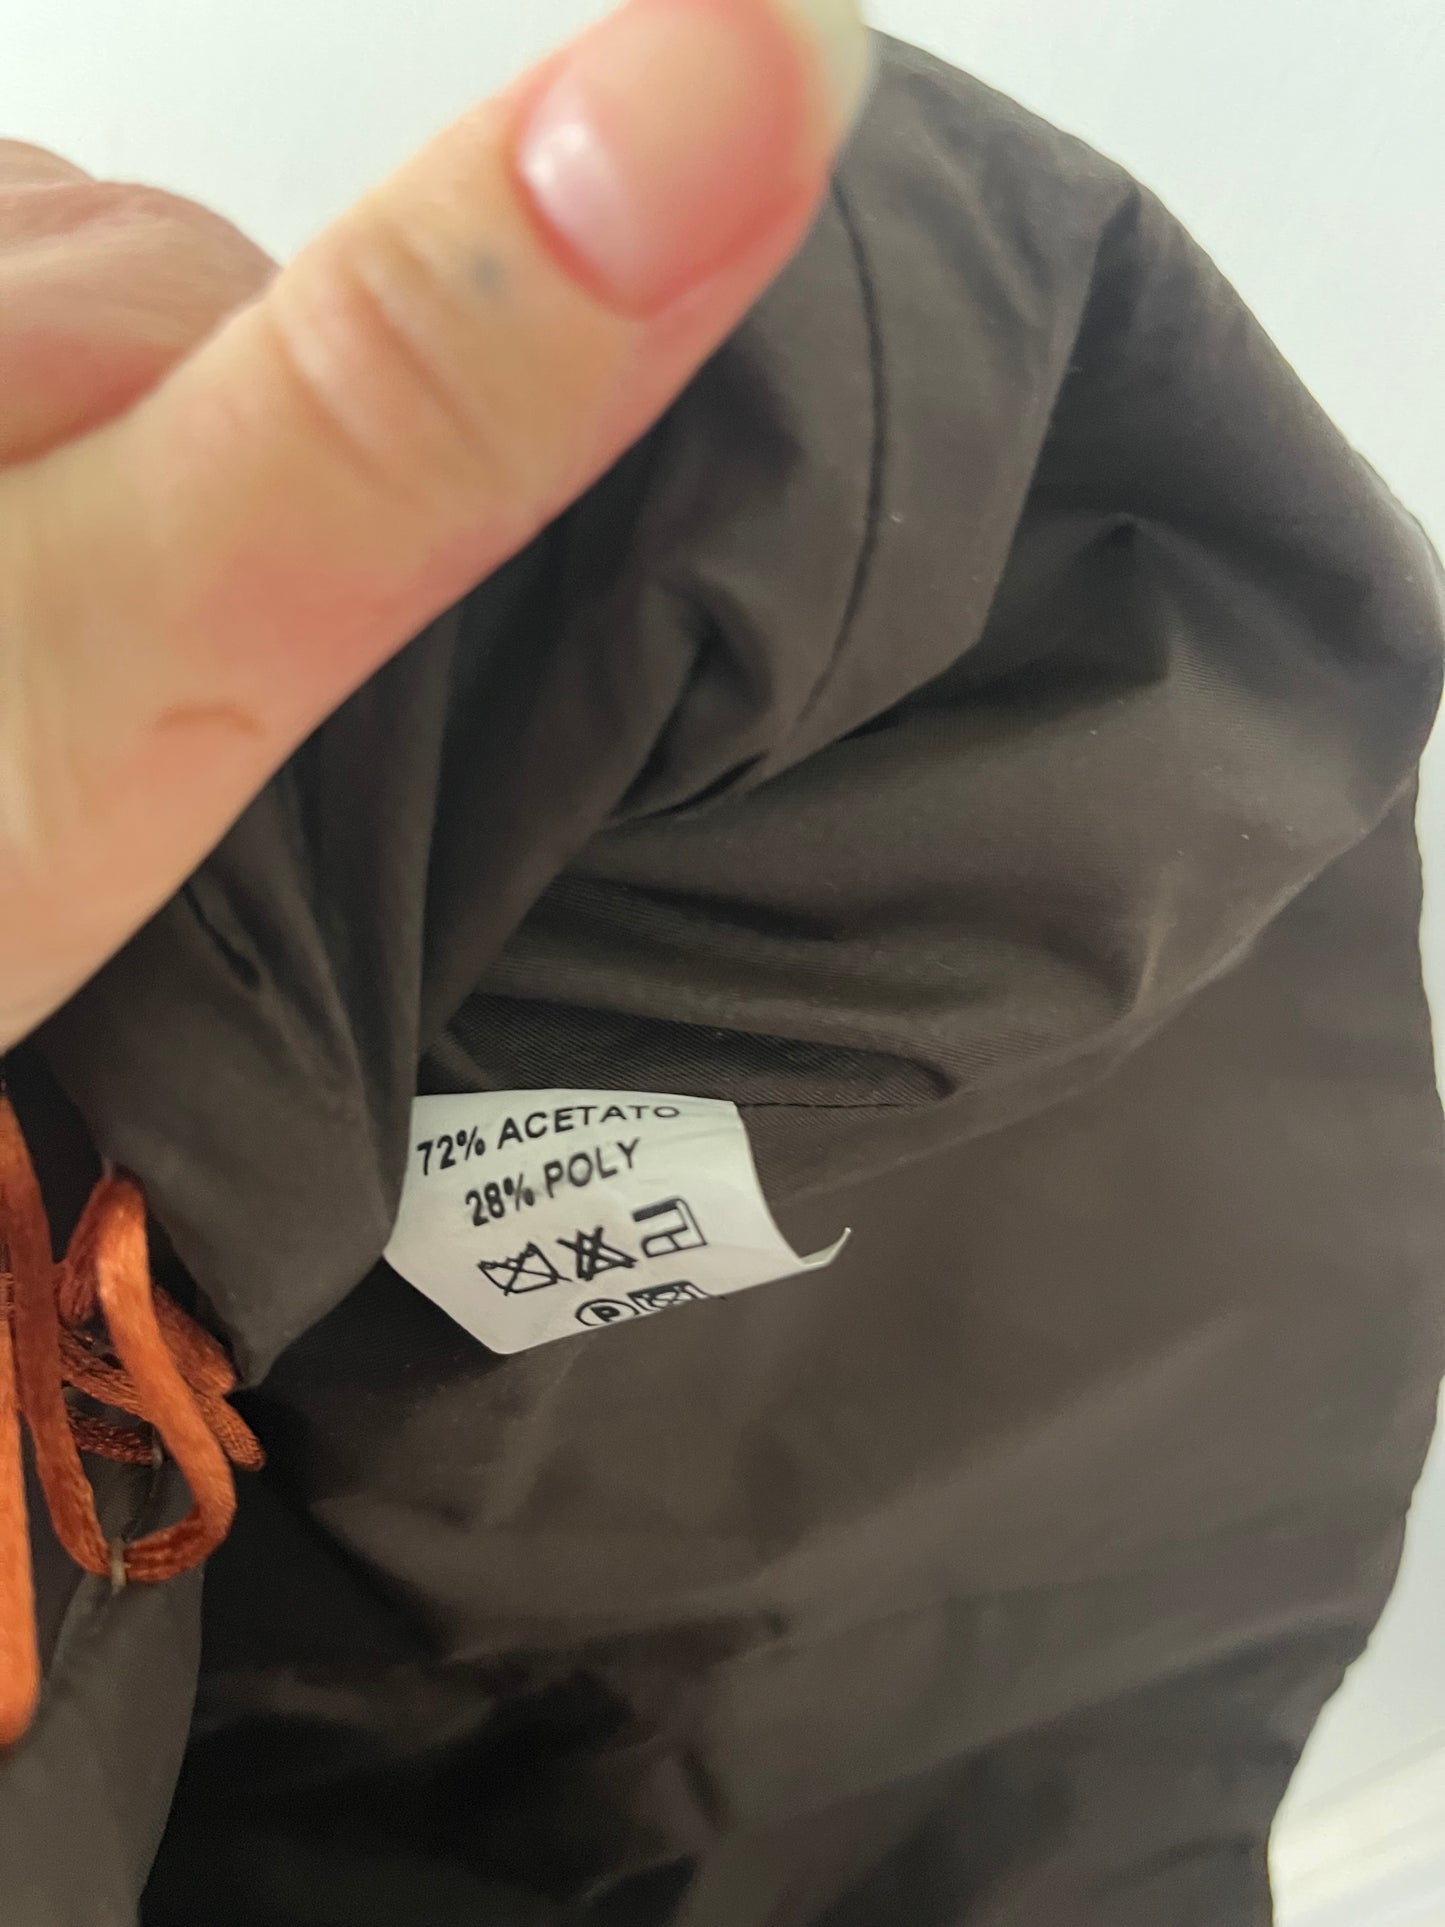 72% ACETATO
28% POLY
P